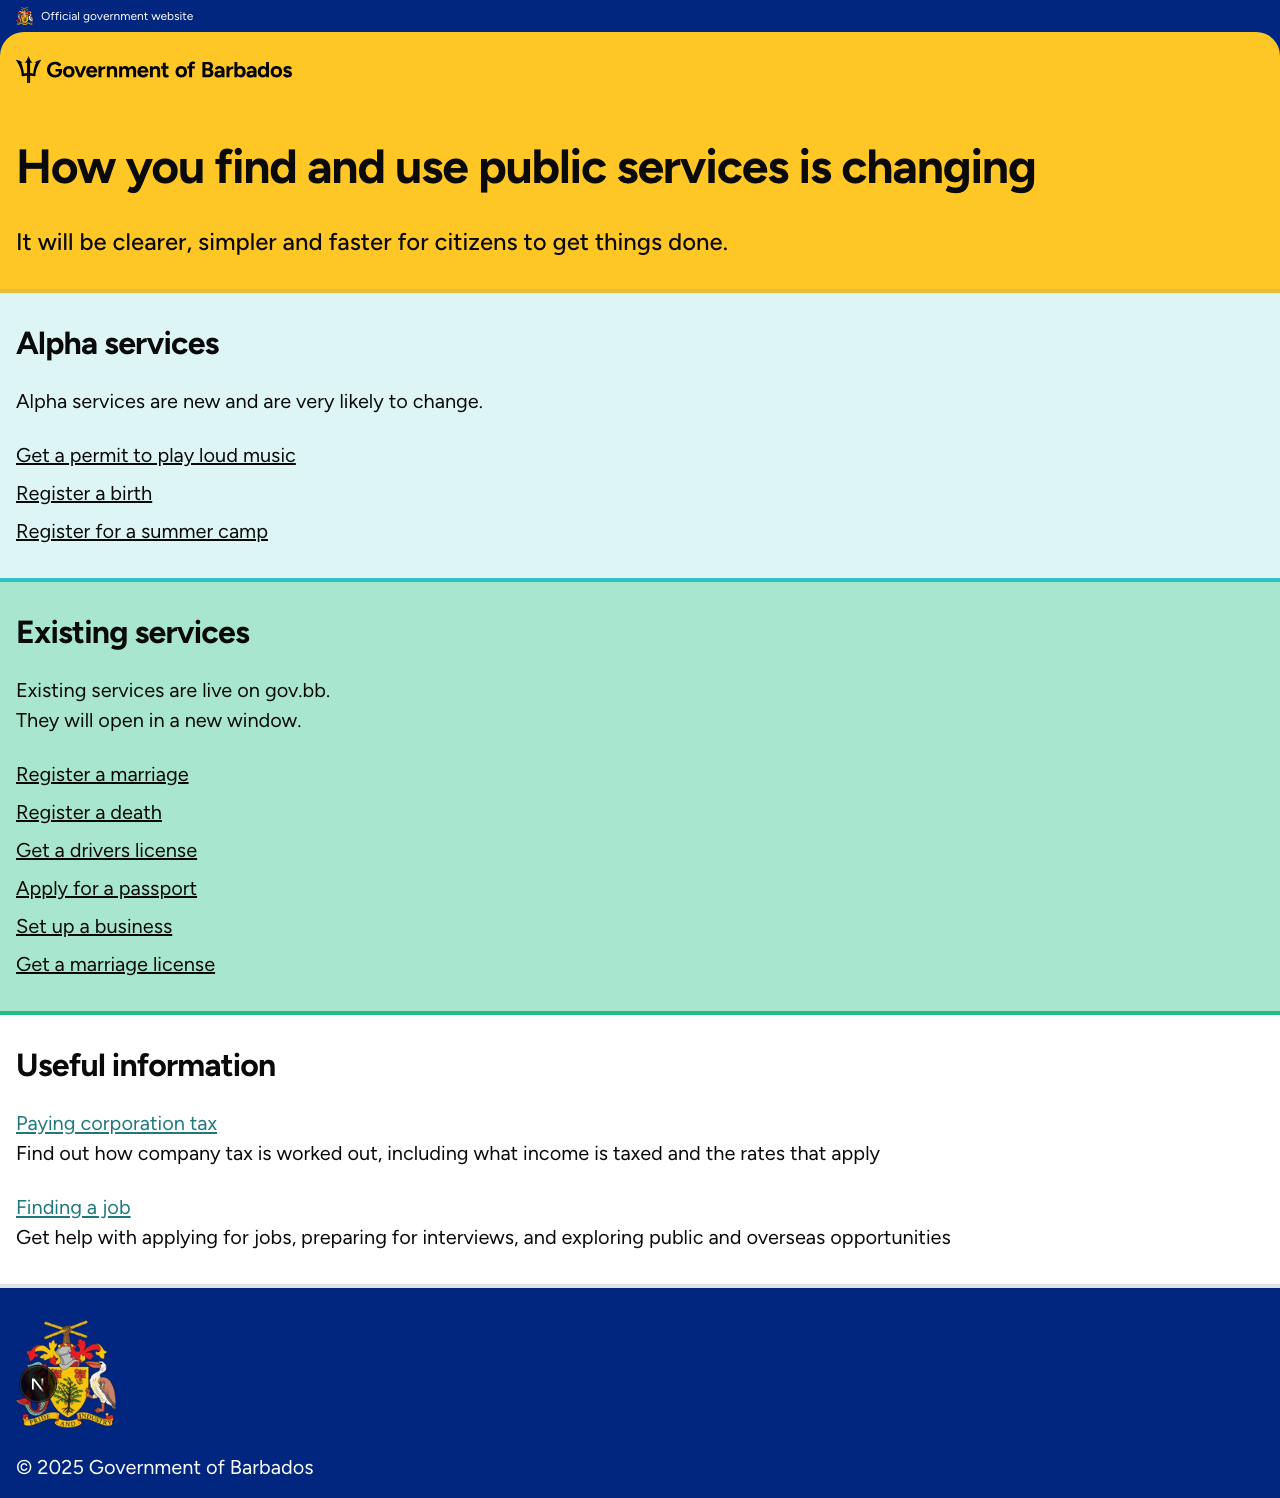 Official government website
Government of Barbados
How you find and use public services is changing
It will be clearer, simpler and faster for citizens to get things done.
Alpha services
Alpha services are new and are very likely to change.
Get a permit to play loud music
Register a birth
Register for a summer camp
Existing services
Existing services are live on gov.bb.
They will open in a new window.
Register a marriage
Register a death
Get a drivers license
Apply for a passport
Set up a business
Get a marriage license
Useful information
Paying corporation tax
Find out how company tax is worked out, including what income is taxed and the rates that apply
Finding a job
Get help with applying for jobs, preparing for interviews, and exploring public and overseas opportunities
N
PRIDE AND INDUSTRY
© 2025 Government of Barbados